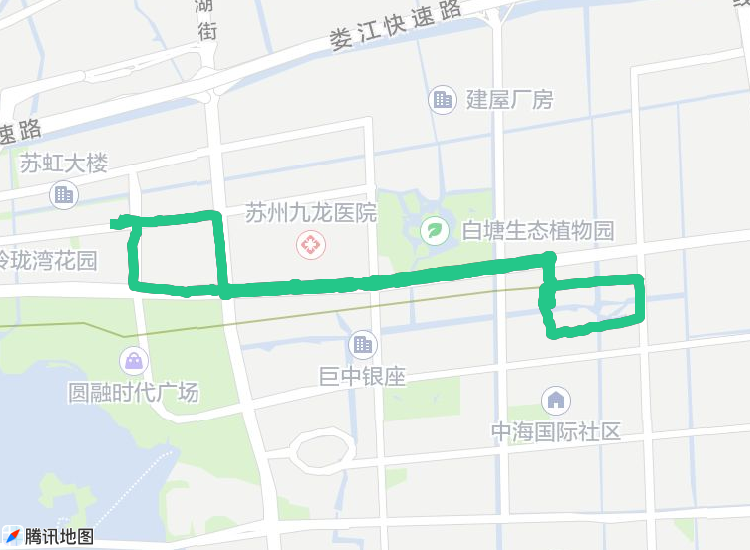 湖
街
娄江快速路
建屋厂房
速路
苏虹大楼
苏州九龙医院
白塘生态植物园
玲珑湾花园
巨中银座
圆融时代广场
中海国际社区
腾讯地图